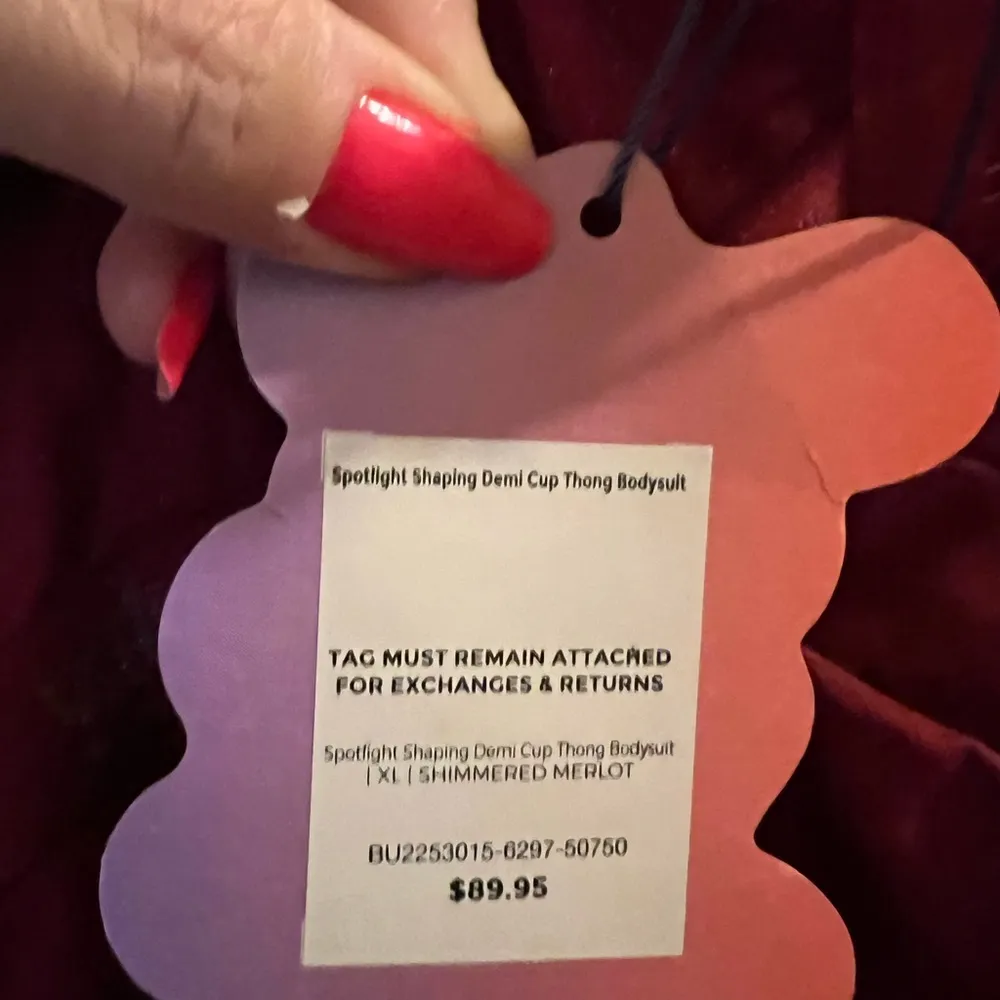 Spotlight Shaping Demi Cup Thong Bodysuit
TAG MUST REMAIN ATTACHED
FOR EXCHANGES & RETURNS
Spotlight Shaping Demi Cup Thong Bodysuit
| XL | SHIMMERED MERLOT
BU2253015-6297-50750
$89.95